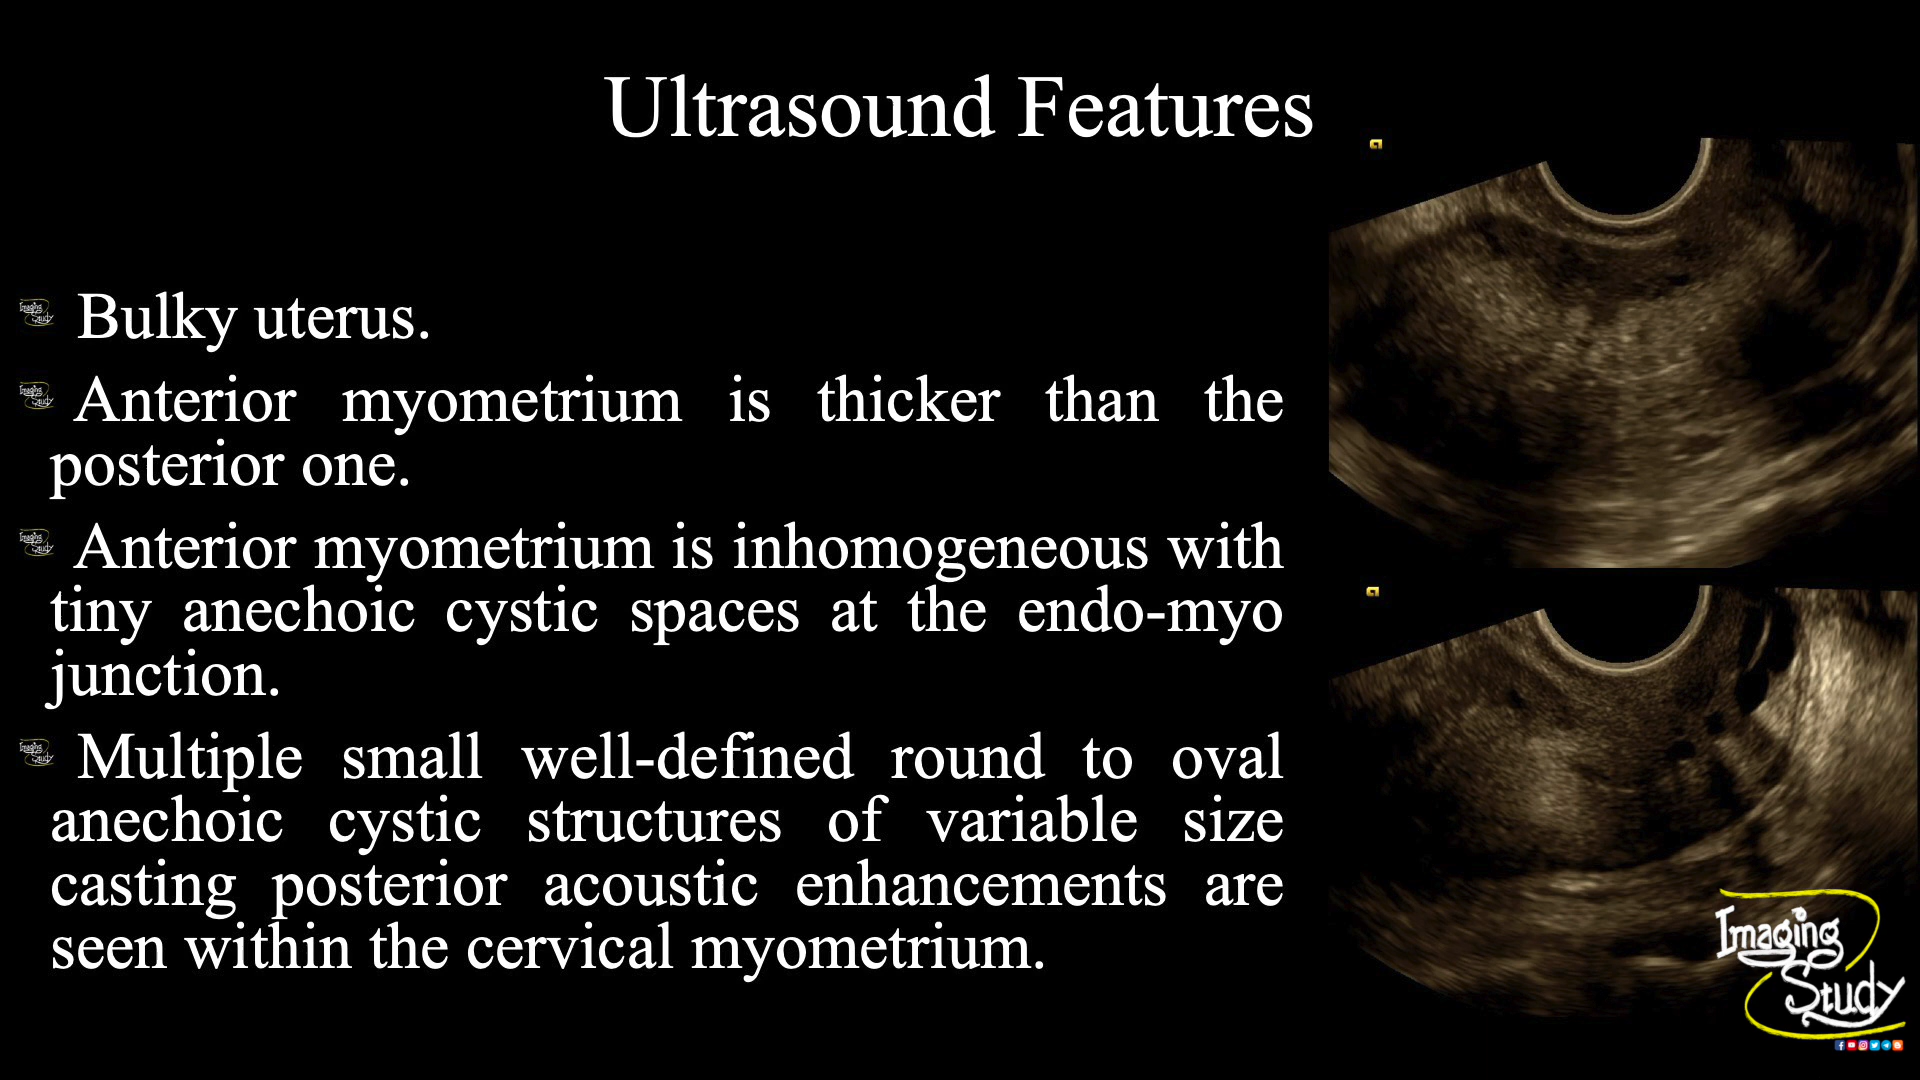 Ultrasound Features
Bulky uterus.
Anterior myometrium is thicker than the
posterior one.
Anterior myometrium is inhomogeneous with
tiny anechoic cystic spaces at the endo-myo
junction.
Multiple small well-defined round to oval
anechoic cystic structures of variable size
casting posterior acoustic enhancements are
seen within the cervical myometrium.
Imaging
Study